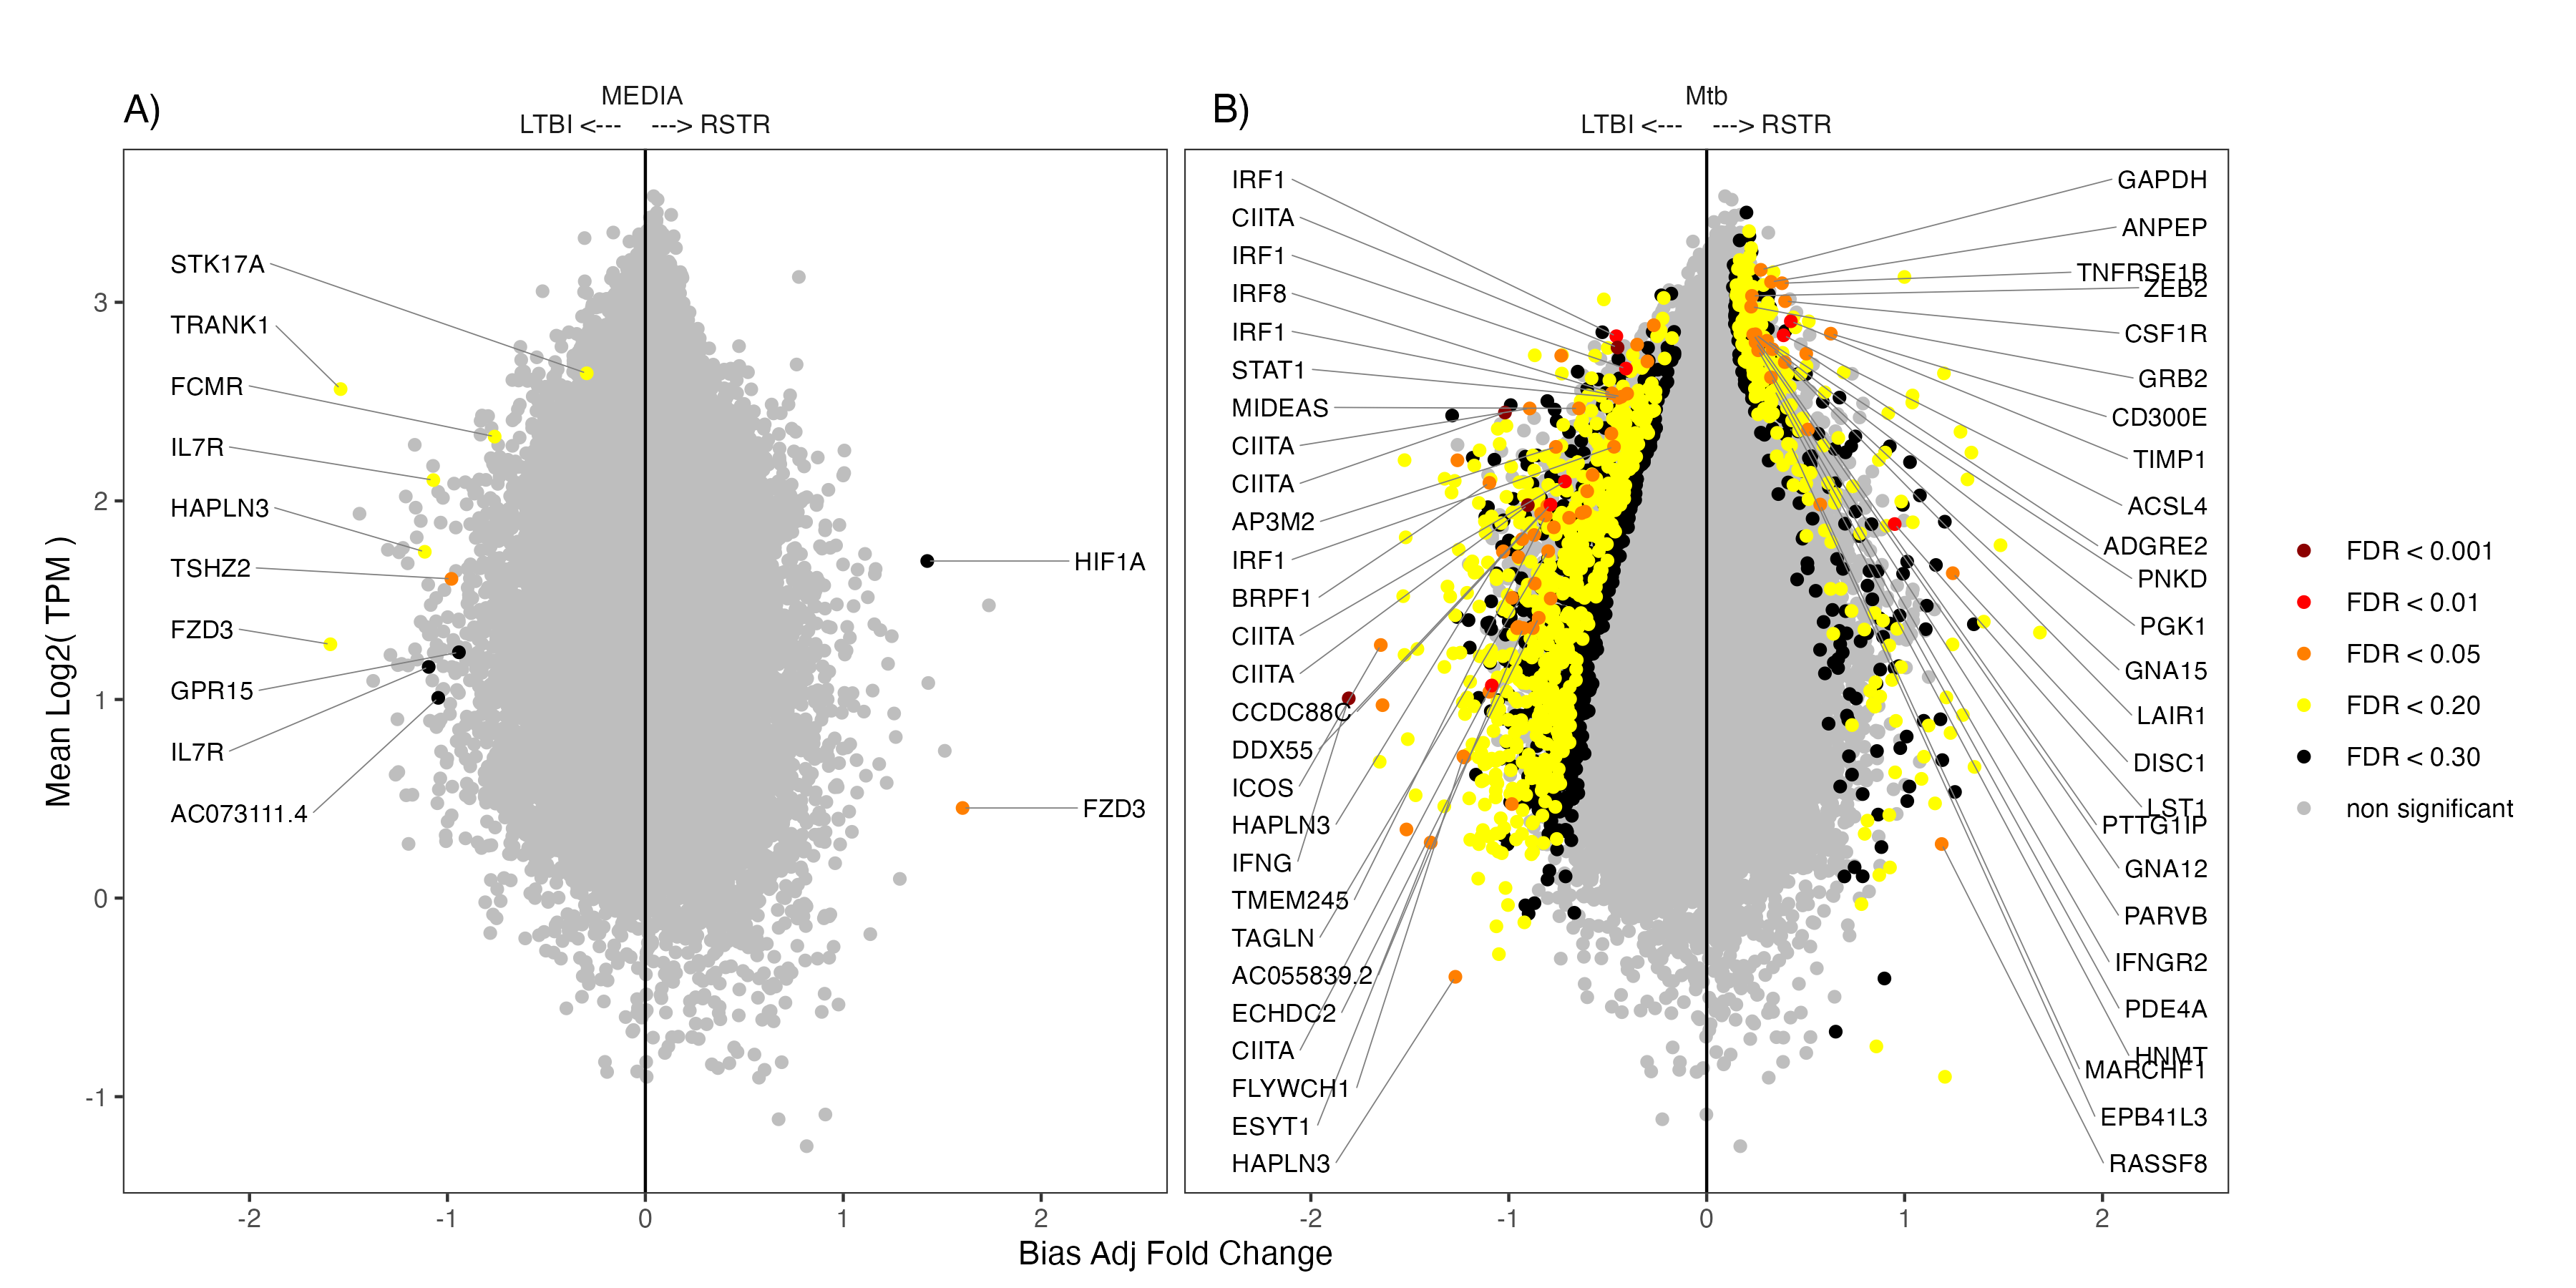 A)
MEDIA
LTBI <---   ---> RSTR
B)
Mtb
LTBI <---   ---> RSTR
Mean Log2( TPM )
3
2
1
0
-1
STK17A
TRANK1
FCMR
IL7R
HAPLN3
TSHZ2
FZD3
GPR15
IL7R
AC073111.4
HIF1A
FZD3
-2
-1
0
1
2
IRF1
CIITA
IRF1
IRF8
IRF1
STAT1
MIDEAS
CIITA
CIITA
AP3M2
IRF1
BRPF1
CIITA
CIITA
CCDC88C
DDX55
ICOS
HAPLN3
IFNG
TMEM245
TAGLN
AC055839.2
ECHDC2
CIITA
FLYWCH1
ESYT1
HAPLN3
GAPDH
ANPEP
TNFRSF1B
ZEB2
CSF1R
GRB2
CD300E
TIMP1
ACSL4
ADGRE2
PNKD
PGK1
GNA15
LAIR1
DISC1
LST1
PTTG1IP
GNA12
PARVB
IFNGR2
PDE4A
HNMT
MARCHF1
EPB41L3
RASSF8
-2
-1
0
1
2
Bias Adj Fold Change
FDR < 0.001
FDR < 0.01
FDR < 0.05
FDR < 0.20
FDR < 0.30
non significant